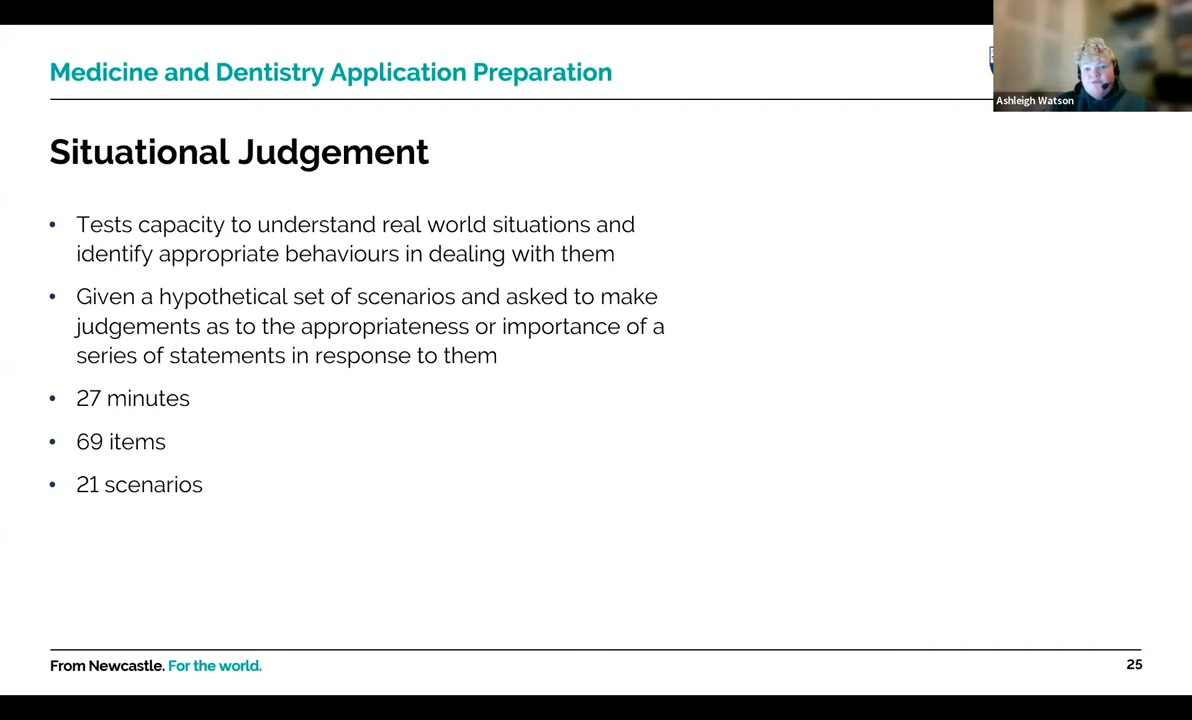 Medicine and Dentistry Application Preparation
Ashleigh Watson
Situational Judgement
• Tests capacity to understand real world situations and
identify appropriate behaviours in dealing with them
• Given a hypothetical set of scenarios and asked to make
judgements as to the appropriateness or importance of a
series of statements in response to them
• 27 minutes
• 69 items
• 21 scenarios
From Newcastle. For the world.
25